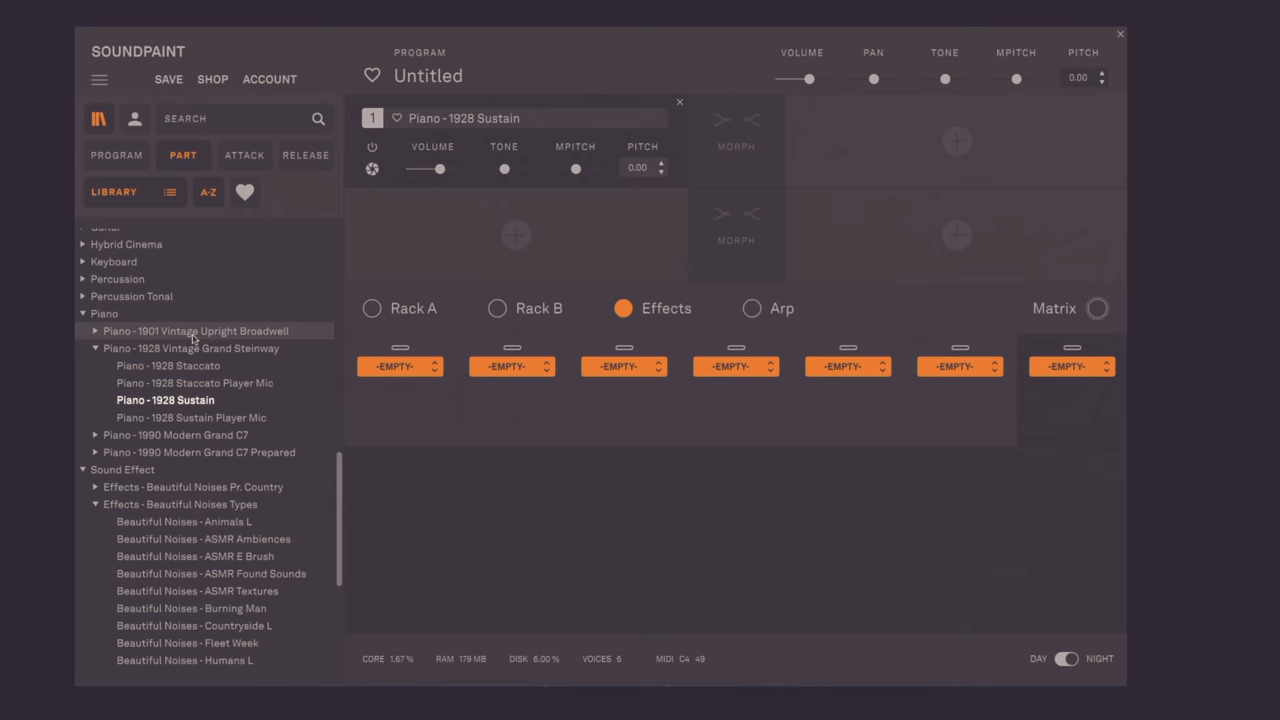 SOUNDPAINT
SAVE SHOP ACCOUNT
SEARCH
PROGRAM PART ATTACK RELEASE
LIBRARY A-Z
Guitar
Hybrid Cinema
Keyboard
Percussion
Percussion Tonal
Piano
Piano - 1901 Vintage Upright Broadwell
Piano - 1928 Vintage Grand Steinway
Piano - 1928 Staccato
Piano - 1928 Staccato Player Mic
Piano - 1928 Sustain
Piano - 1928 Sustain Player Mic
Piano - 1990 Modern Grand C7
Piano - 1990 Modern Grand C7 Prepared
Sound Effect
Effects - Beautiful Noises Pr. Country
Effects - Beautiful Noises Types
Beautiful Noises - Animals L
Beautiful Noises - ASMR Ambiences
Beautiful Noises - ASMR E Brush
Beautiful Noises - ASMR Found Sounds
Beautiful Noises - ASMR Textures
Beautiful Noises - Burning Man
Beautiful Noises - Countryside L
Beautiful Noises - Fleet Week
Beautiful Noises - Humans L
PROGRAM
Untitled
VOLUME PAN TONE MPITCH PITCH
0.00
1 Piano - 1928 Sustain
VOLUME TONE MPITCH PITCH
0.00
MORPH
MORPH
Rack A Rack B Effects Arp Matrix
-EMPTY- -EMPTY- -EMPTY- -EMPTY- -EMPTY- -EMPTY- -EMPTY-
CORE 1.67 % RAM 179 MB DISK 6.00 % VOICES 6 MIDI C4 49
DAY NIGHT